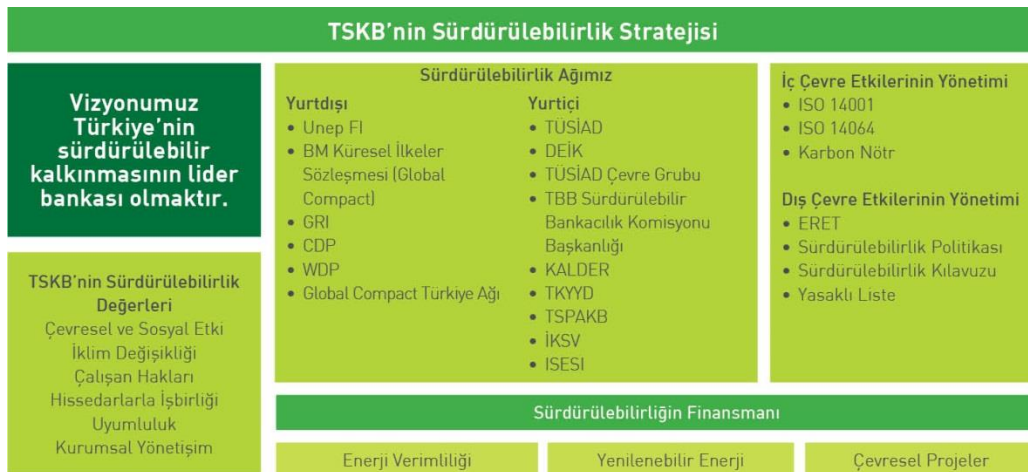 TSKB'nin Sürdürülebilirlik Stratejisi
Vizyonumuz
Türkiye'nin
sürdürülebilir
kalkınmasının lider
bankası olmaktır.
TSKB'nin Sürdürülebilirlik
Değerleri
Çevresel ve Sosyal Etki
İklim Değişikliği
Çalışan Hakları
Hissedarlarla İşbirliği
Uyumluluk
Kurumsal Yönetişim
Sürdürülebilirlik Ağımız
Yurtdışı
• Unep FI
• BM Küresel İlkeler
Sözleşmesi (Global
Compact)
• GRI
• CDP
• WDP
• Global Compact Türkiye Ağı
Yurtiçi
• TÜSİAD
• DEİK
• TÜSİAD Çevre Grubu
• TBB Sürdürülebilir
Bankacılık Komisyonu
Başkanlığı
• KALDER
• TKYYD
• TSPAKB
• İKSV
• ISESI
İç Çevre Etkilerinin Yönetimi
• ISO 14001
• ISO 14064
• Karbon Nötr
Dış Çevre Etkilerinin Yönetimi
• ERET
• Sürdürülebilirlik Politikası
• Sürdürülebilirlik Kılavuzu
• Yasaklı Liste
Sürdürülebilirliğin Finansmanı
Enerji Verimliliği
Yenilenebilir Enerji
Çevresel Projeler